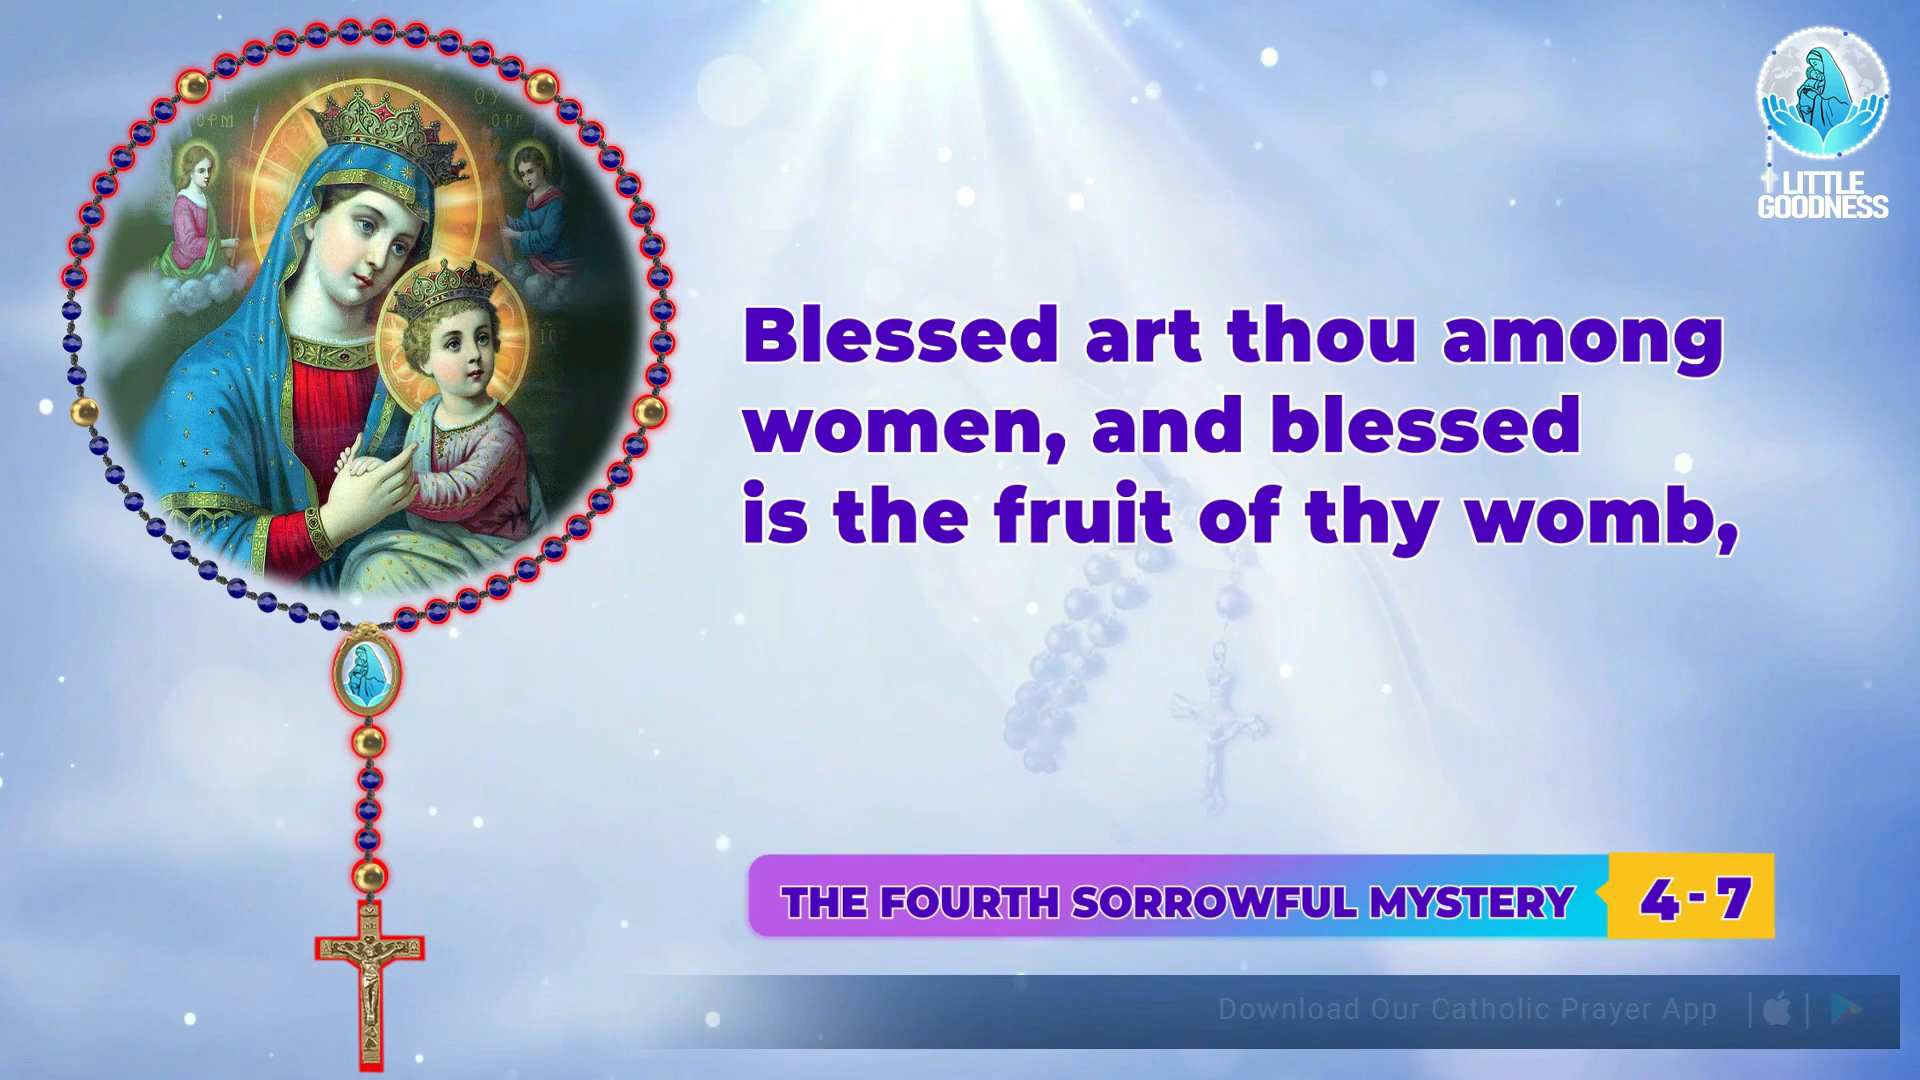 LITTLE
GOODNESS
Blessed art thou among
women, and blessed
is the fruit of thy womb,
THE FOURTH SORROWFUL MYSTERY 4 - 7
Download Our Catholic Prayer App